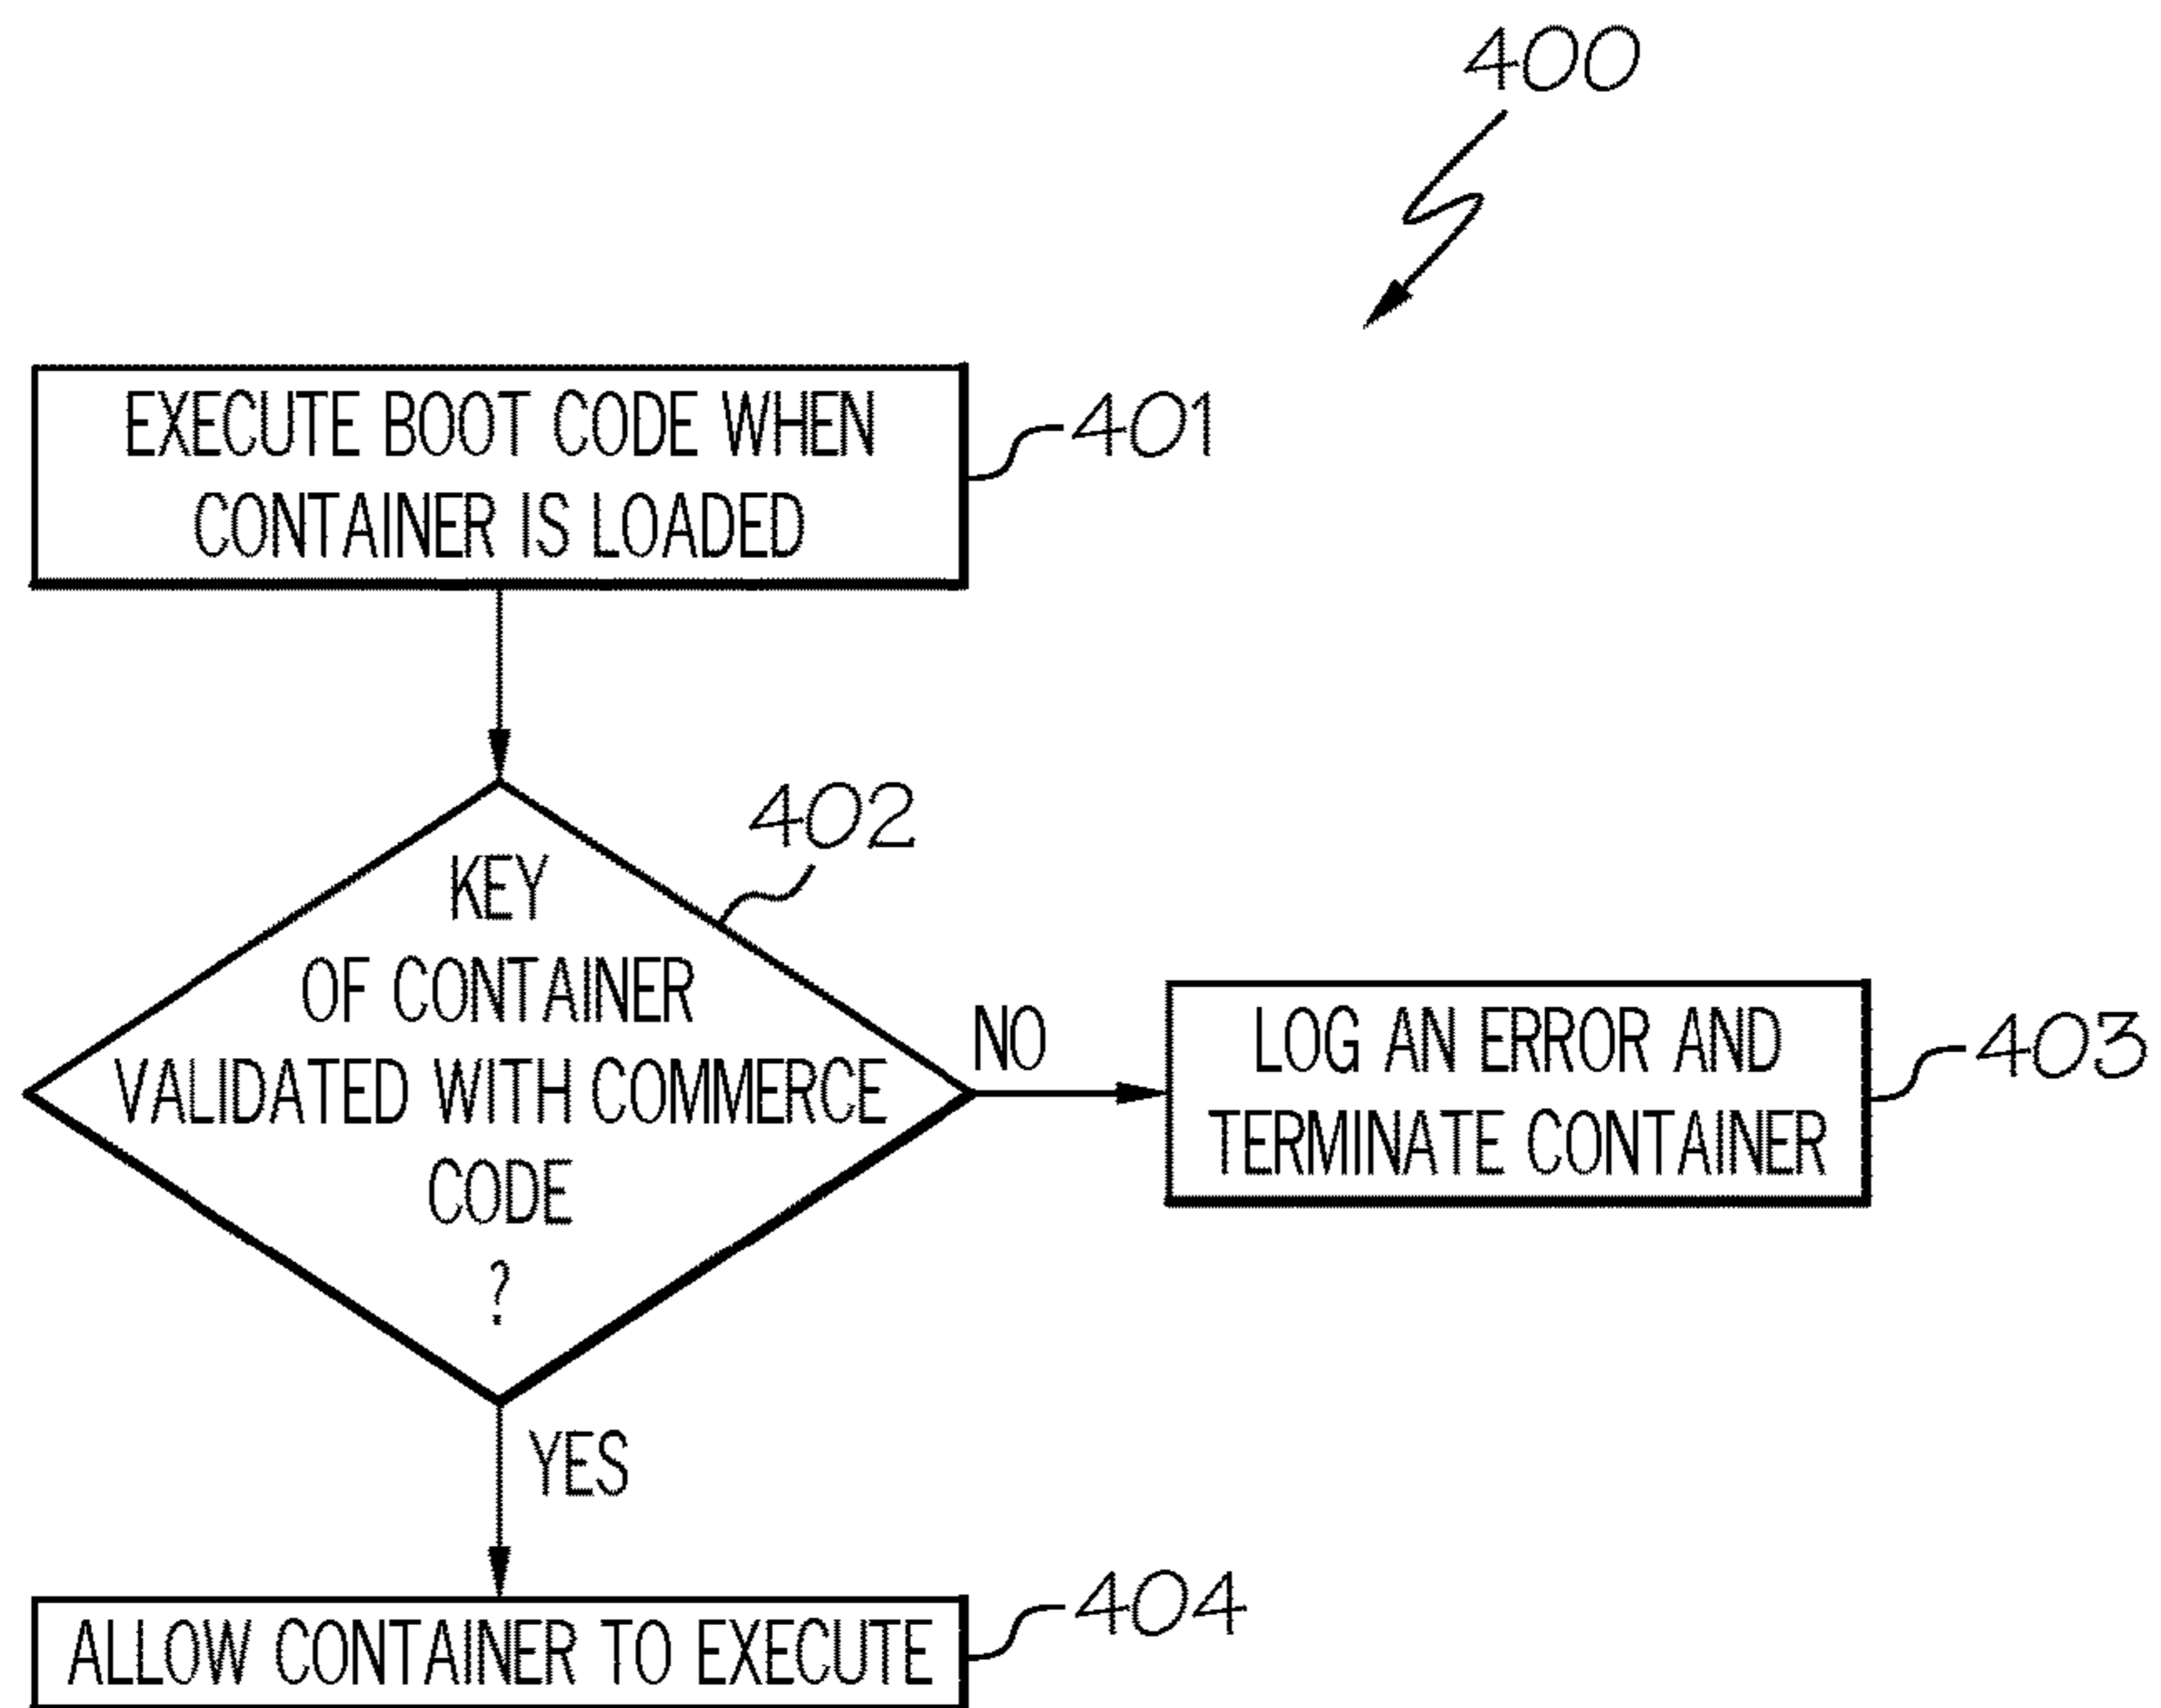 400
EXECUTE BOOT CODE WHEN
CONTAINER IS LOADED
401
402
KEY
OF CONTAINER
VALIDATED WITH COMMERCE
CODE
?
NO
LOG AN ERROR AND
TERMINATE CONTAINER
403
YES
ALLOW CONTAINER TO EXECUTE
404